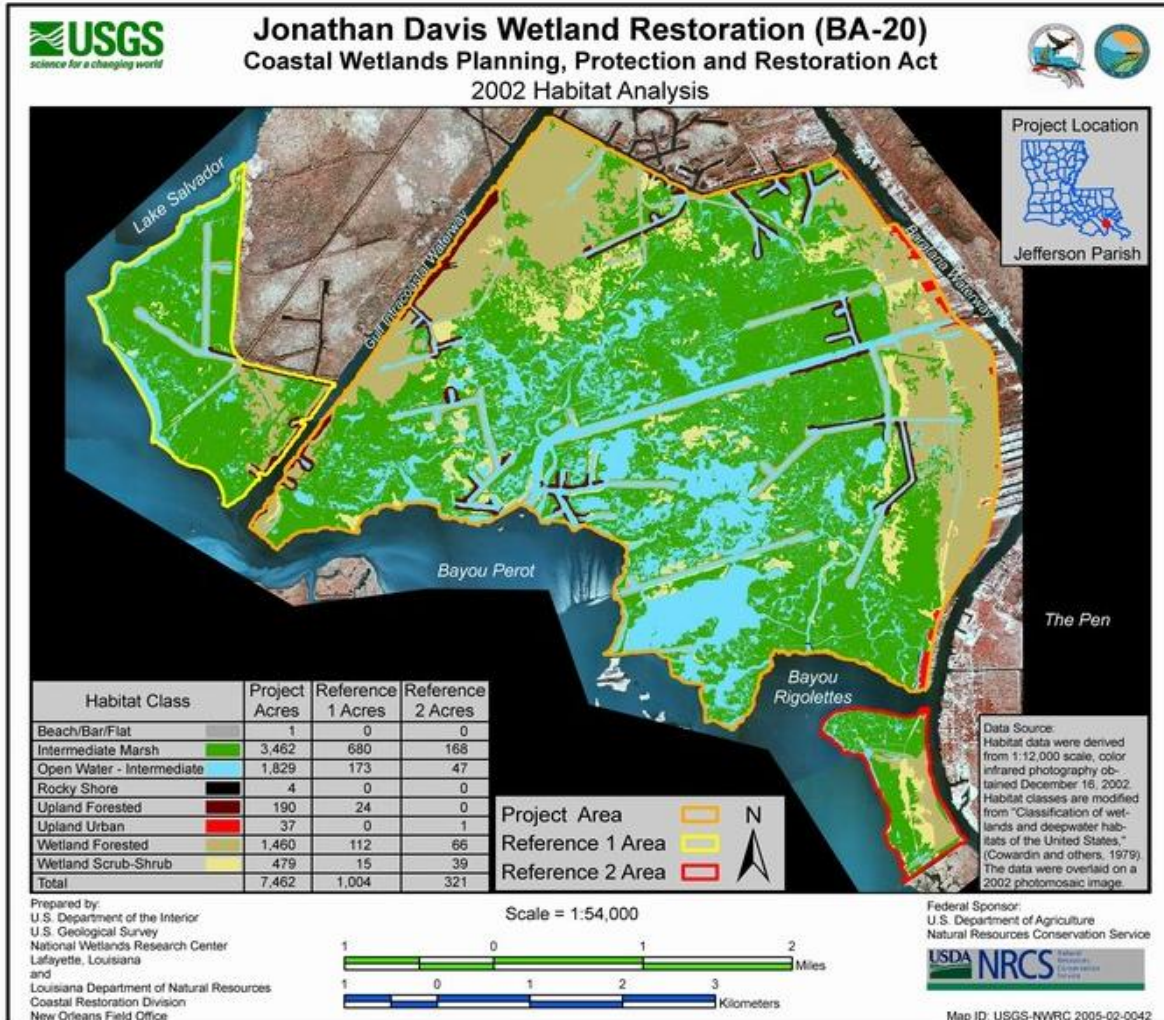 USGS
science for a changing world
Jonathan Davis Wetland Restoration (BA-20)
Coastal Wetlands Planning, Protection and Restoration Act
2002 Habitat Analysis
Project Location
Jefferson Parish
Lake Salvador
Gulf Intracoastal Waterway
Barataria Waterway
Bayou Perot
Bayou
Rigolettes
The Pen
Habitat Class Project Acres Reference 1 Acres Reference 2 Acres
Beach/Bar/Flat 1 0 0
Intermediate Marsh 3,462 680 168
Open Water - Intermediate 1,829 173 47
Rocky Shore 4 0 0
Upland Forested 190 24 0
Upland Urban 37 0 1
Wetland Forested 1,460 112 66
Wetland Scrub-Shrub 479 15 39
Total 7,462 1,004 321
Project Area
Reference 1 Area
Reference 2 Area
N
Data Source:
Habitat data were derived
from 1:12,000 scale, color
infrared photography ob-
tained December 16, 2002.
Habitat classes are modified
from "Classification of wet-
lands and deepwater hab-
itats of the United States,"
(Cowardin and others, 1979).
The data were overlaid on a
2002 photomosaic image.
Prepared by:
U.S. Department of the Interior
U.S. Geological Survey
National Wetlands Research Center
Lafayette, Louisiana
and
Louisiana Department of Natural Resources
Coastal Restoration Division
New Orleans Field Office
Scale = 1:54,000
1 0 1 2
Miles
1 0 1 2 3
Kilometers
Federal Sponsor:
U.S. Department of Agriculture
Natural Resources Conservation Service
USDA NRCS
Natural
Resources
Conservation
Service
Map ID: USGS-NWRC 2005-02-0042